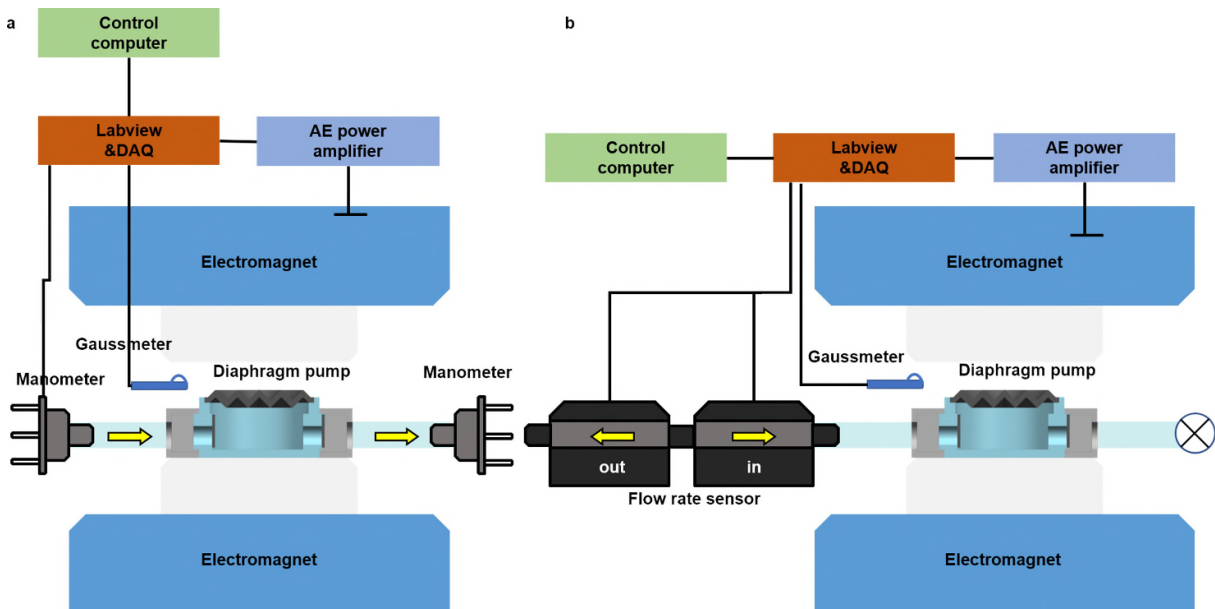 a
Control
computer
Labview
&DAQ
AE power
amplifier
Electromagnet
Gaussmeter
Manometer
Diaphragm pump
Manometer
Electromagnet
b
Control
computer
Labview
&DAQ
AE power
amplifier
Electromagnet
Gaussmeter
Diaphragm pump
out
in
Flow rate sensor
Electromagnet